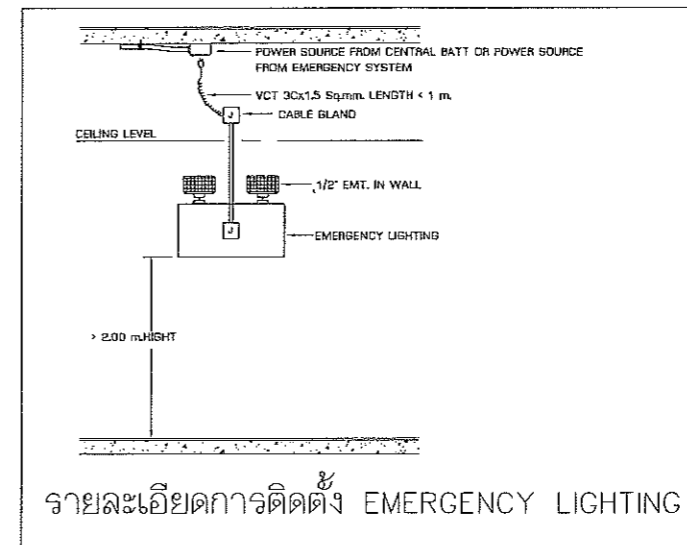 POWER SOURCE FROM CENTRAL BATT OR POWER SOURCE
FROM EMERGENCY SYSTEM
VCT 3Cx1.5 Sq.mm. LENGTH < 1 m.
J
CABLE GLAND
CEILING LEVEL
1/2" EMT. IN WALL
J
EMERGENCY LIGHTING
> 2.00 m.HIGHT
รายละเอียดการติดตั้ง EMERGENCY LIGHTING